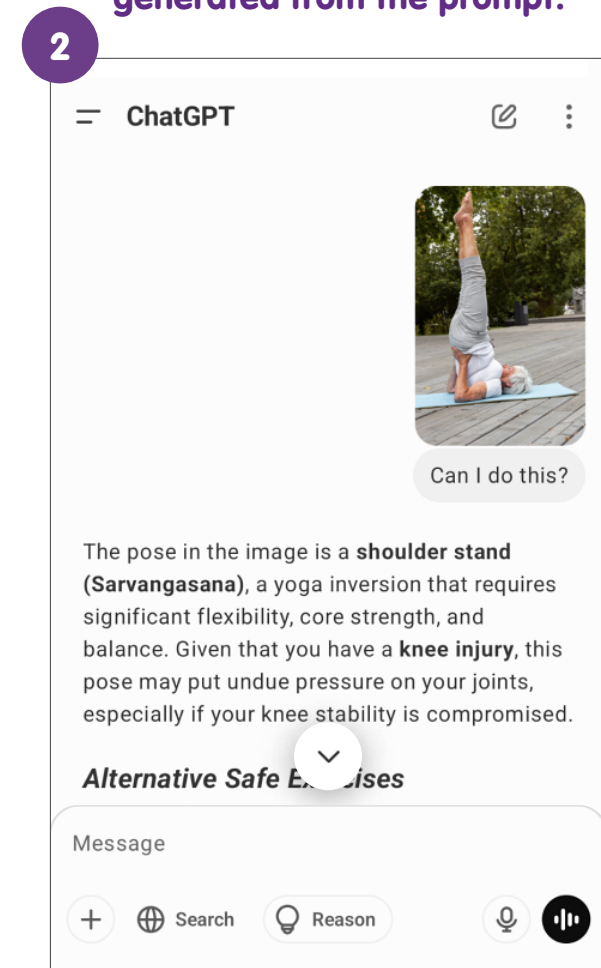 generated from the prompt.
2
ChatGPT
Can I do this?
The pose in the image is a shoulder stand
(Sarvangasana), a yoga inversion that requires
significant flexibility, core strength, and
balance. Given that you have a knee injury, this
pose may put undue pressure on your joints,
especially if your knee stability is compromised.
Alternative Safe
Message
Search
Reason